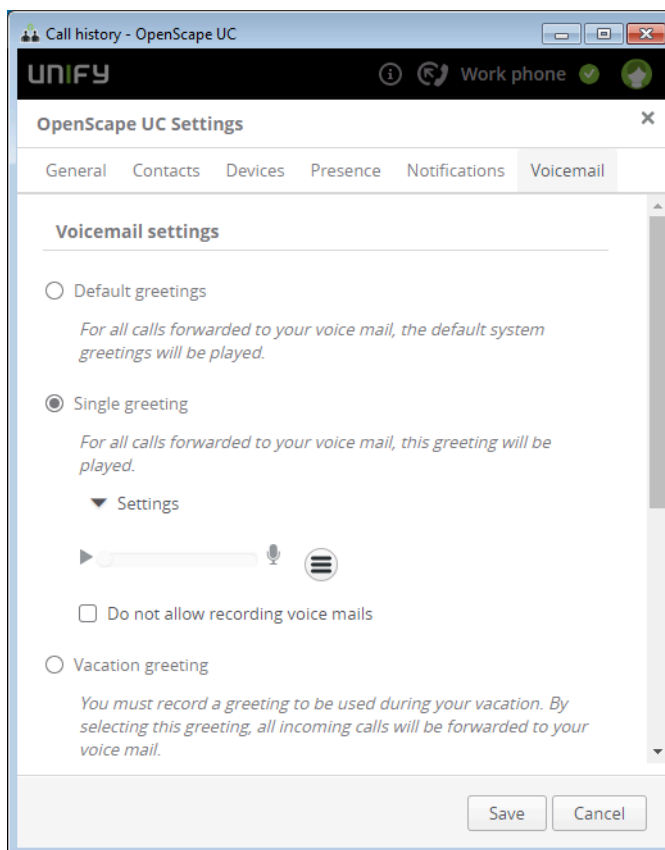 Call history - OpenScape UC
UNIFY
Work phone
OpenScape UC Settings
General Contacts Devices Presence Notifications Voicemail
Voicemail settings
Default greetings
For all calls forwarded to your voice mail, the default system
greetings will be played.
Single greeting
For all calls forwarded to your voice mail, this greeting will be
played.
Settings
Do not allow recording voice mails
Vacation greeting
You must record a greeting to be used during your vacation. By
selecting this greeting, all incoming calls will be forwarded to your
voice mail.
Save Cancel